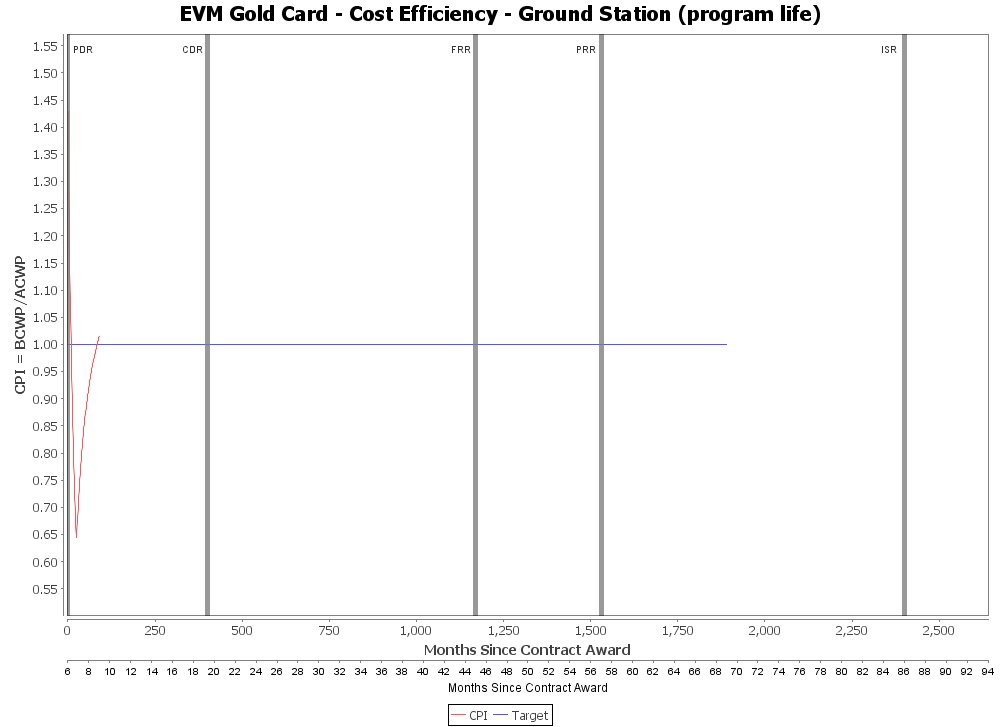 EVM Gold Card - Cost Efficiency - Ground Station (program life)
PDR CDR FRR PRR ISR
CPI = BCWP/ACWP
1.55
1.50
1.45
1.40
1.35
1.30
1.25
1.20
1.15
1.10
1.05
1.00
0.95
0.90
0.85
0.80
0.75
0.70
0.65
0.60
0.55
0 250 500 750 1,000 1,250 1,500 1,750 2,000 2,250 2,500
Months Since Contract Award
6 8 10 12 14 16 18 20 22 24 26 28 30 32 34 36 38 40 42 44 46 48 50 52 54 56 58 60 62 64 66 68 70 72 74 76 78 80 82 84 86 88 90 92 94
Months Since Contract Award
CPI Target